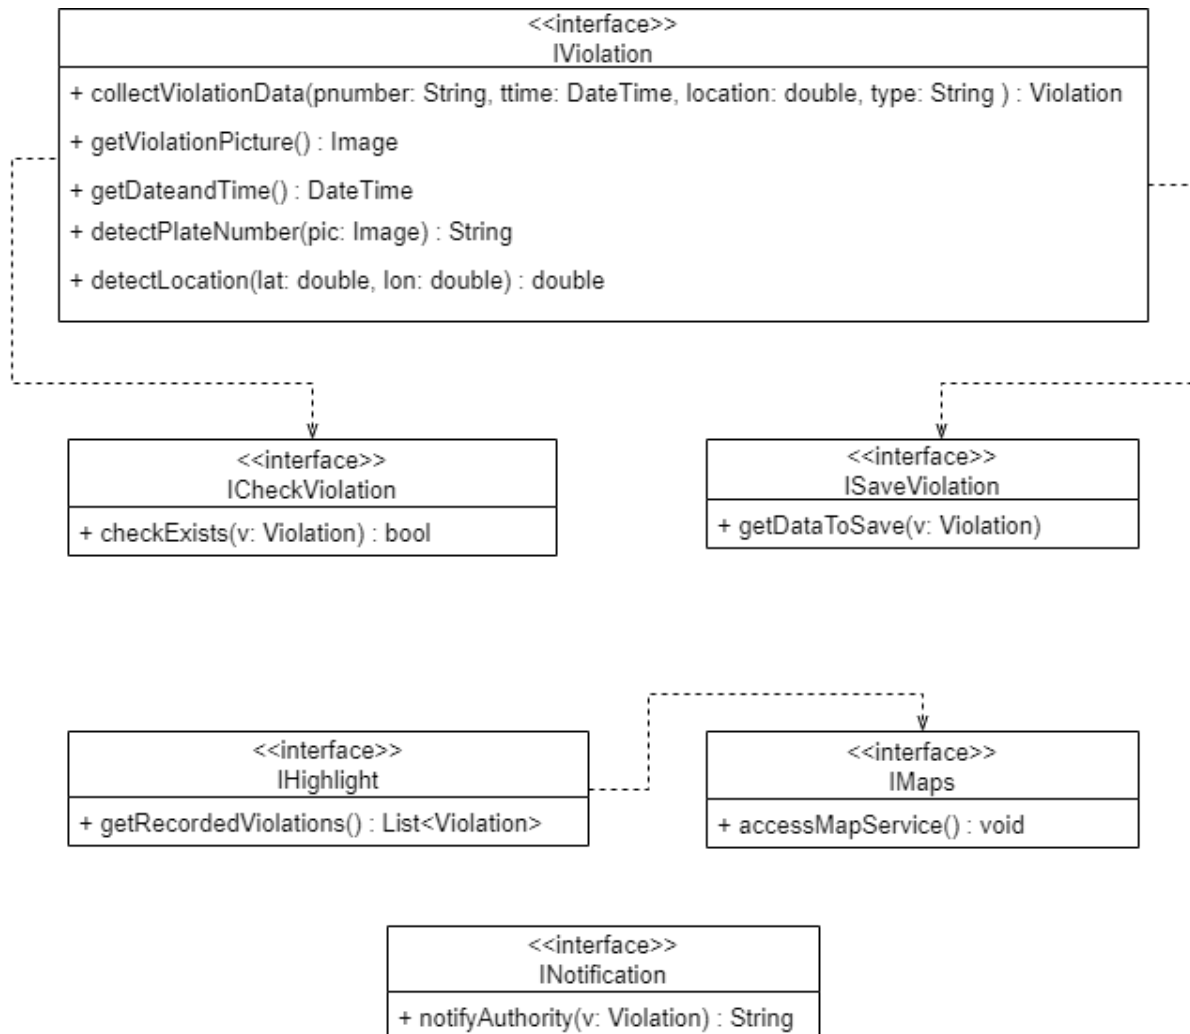 <<interface>>
IViolation
+ collectViolationData(pnumber: String, ttime: DateTime, location: double, type: String ) : Violation
+ getViolationPicture() : Image
+ getDateandTime() : DateTime
+ detectPlateNumber(pic: Image) : String
+ detectLocation(lat: double, lon: double) : double
<<interface>>
ICheckViolation
+ checkExists(v: Violation) : bool
<<interface>>
ISaveViolation
+ getDataToSave(v: Violation)
<<interface>>
IHighlight
+ getRecordedViolations() : List<Violation>
<<interface>>
IMaps
+ accessMapService() : void
<<interface>>
INotification
+ notifyAuthority(v: Violation) : String